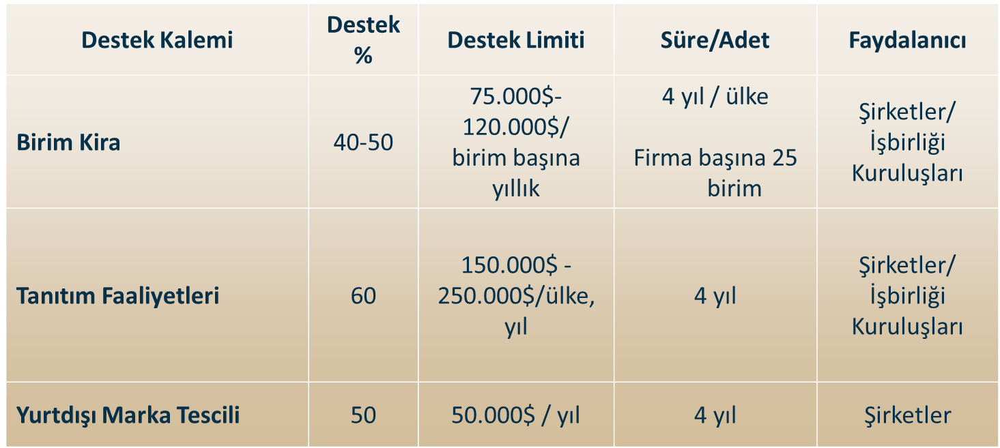 Destek Kalemi
Destek
%
Destek Limiti
Süre/Adet
Faydalanıcı
Birim Kira
40-50
75.000$-
120.000$/
birim başına
yıllık
4 yıl / ülke
Firma başına 25
birim
Şirketler/
İşbirliği
Kuruluşları
Tanıtım Faaliyetleri
60
150.000$ -
250.000$/ülke,
yıl
4 yıl
Şirketler/
İşbirliği
Kuruluşları
Yurtdışı Marka Tescili
50
50.000$ / yıl
4 yıl
Şirketler